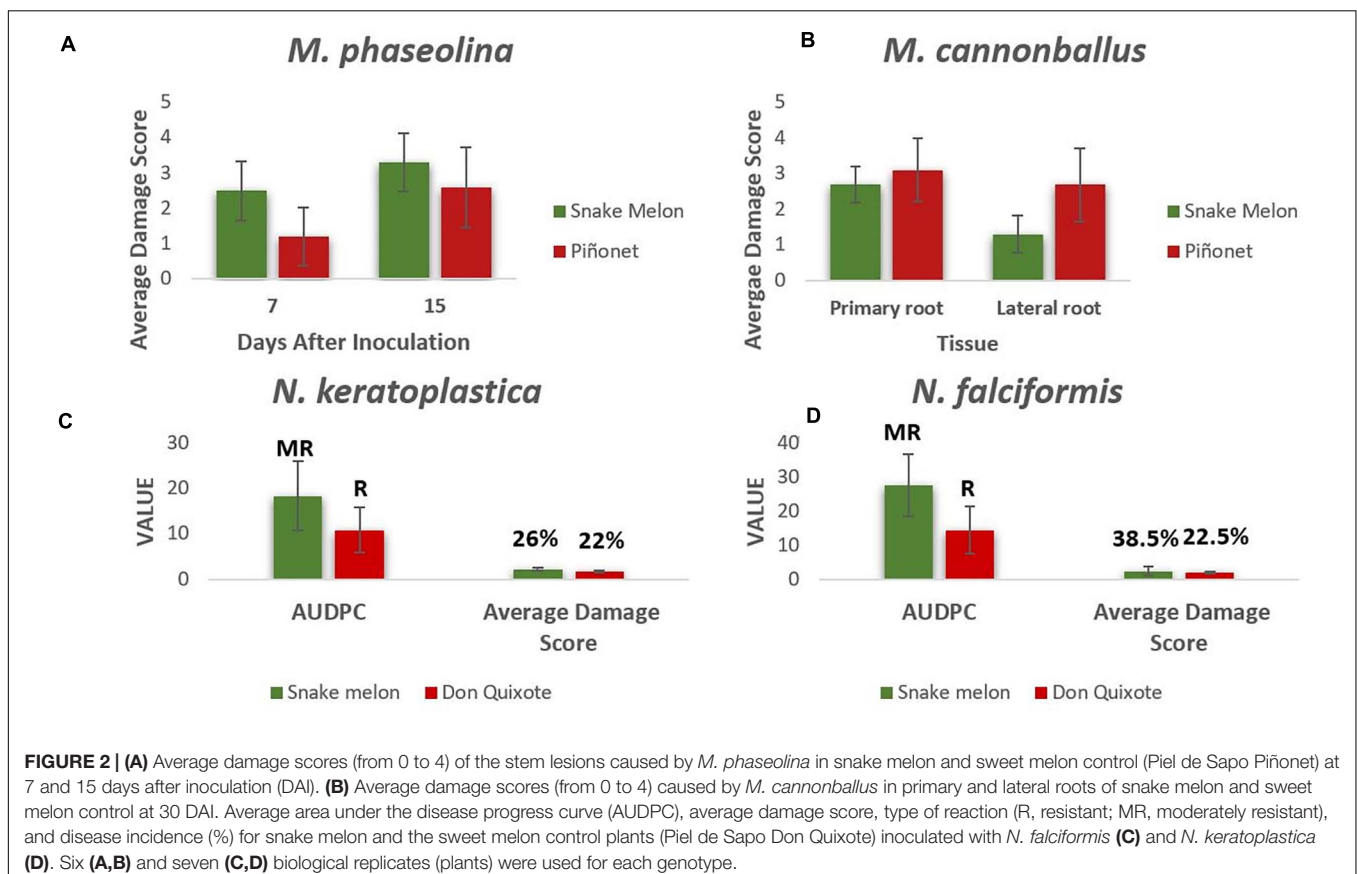 A
M. phaseolina
Average Damage Score
5
4
3
2
1
0
7
15
Days After Inoculation
Snake Melon
Piñonet
B
M. cannonballus
Avergae Damage Score
5
4
3
2
1
0
Primary root
Lateral root
Tissue
Snake Melon
Piñonet
N. keratoplastica
C
VALUE
30
20
10
0
MR
R
26%
22%
AUDPC
Average Damage
Score
Snake melon
Don Quixote
N. falciformis
D
VALUE
40
30
20
10
0
MR
R
38.5%
22.5%
AUDPC
Average Damage
Score
Snake melon
Don Quixote
FIGURE 2 | (A) Average damage scores (from 0 to 4) of the stem lesions caused by M. phaseolina in snake melon and sweet melon control (Piel de Sapo Piñonet) at
7 and 15 days after inoculation (DAI). (B) Average damage scores (from 0 to 4) caused by M. cannonballus in primary and lateral roots of snake melon and sweet
melon control at 30 DAI. Average area under the disease progress curve (AUDPC), average damage score, type of reaction (R, resistant; MR, moderately resistant),
and disease incidence (%) for snake melon and the sweet melon control plants (Piel de Sapo Don Quixote) inoculated with N. falciformis (C) and N. keratoplastica
(D). Six (A,B) and seven (C,D) biological replicates (plants) were used for each genotype.